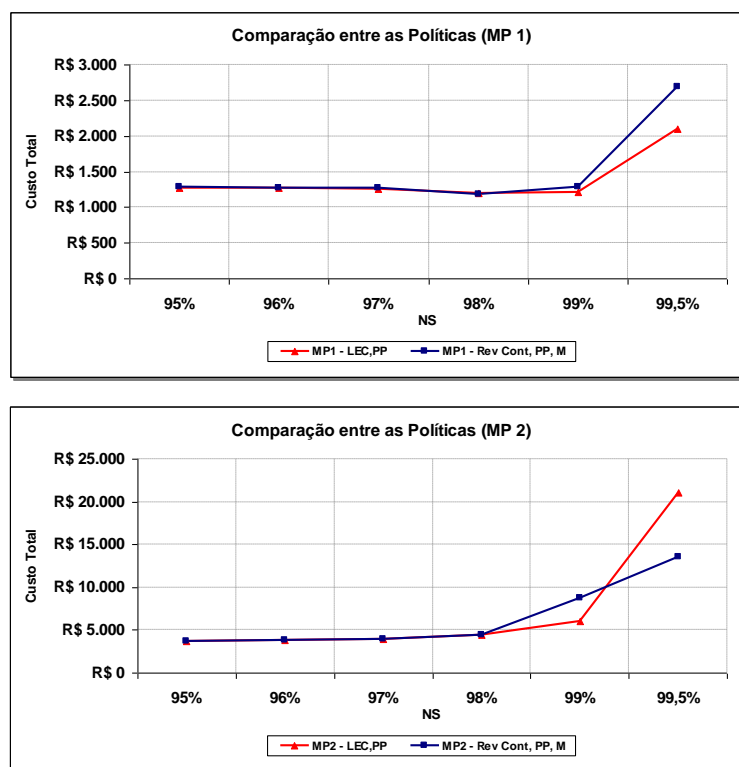 Comparação entre as Políticas (MP 1)
R$ 3.000
R$ 2.500
R$ 2.000
R$ 1.500
R$ 1.000
R$ 500
R$ 0
Custo Total
95% 96% 97% 98% 99% 99,5%
NS
MP1 - LEC,PP MP1 - Rev Cont, PP, M
Comparação entre as Políticas (MP 2)
R$ 25.000
R$ 20.000
R$ 15.000
R$ 10.000
R$ 5.000
R$ 0
Custo Total
95% 96% 97% 98% 99% 99,5%
NS
MP2 - LEC,PP MP2 - Rev Cont, PP, M